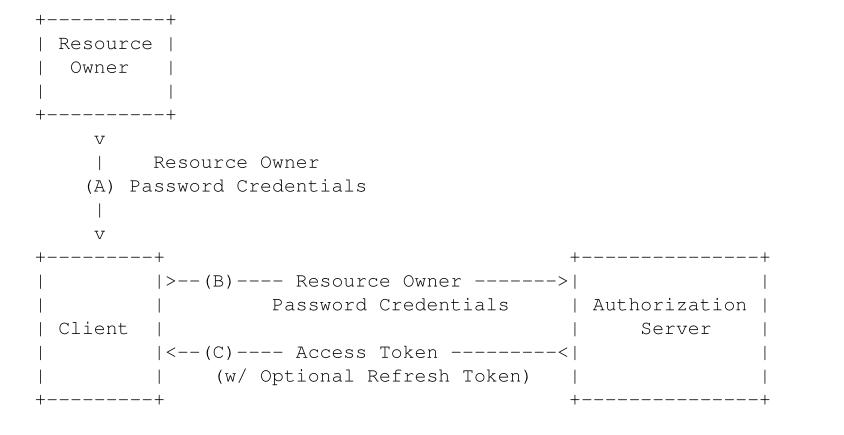 +----------+
| Resource |
|  Owner   |
|          |
+----------+
     v
     |    Resource Owner
    (A) Password Credentials
     |
     v
+---------+                                  +---------------+
|         |>--(B)---- Resource Owner ------->|               |
|         |         Password Credentials     | Authorization |
| Client  |                                  |     Server    |
|         |<--(C)---- Access Token ---------<|               |
|         |    (w/ Optional Refresh Token)   |               |
+---------+                                  +---------------+